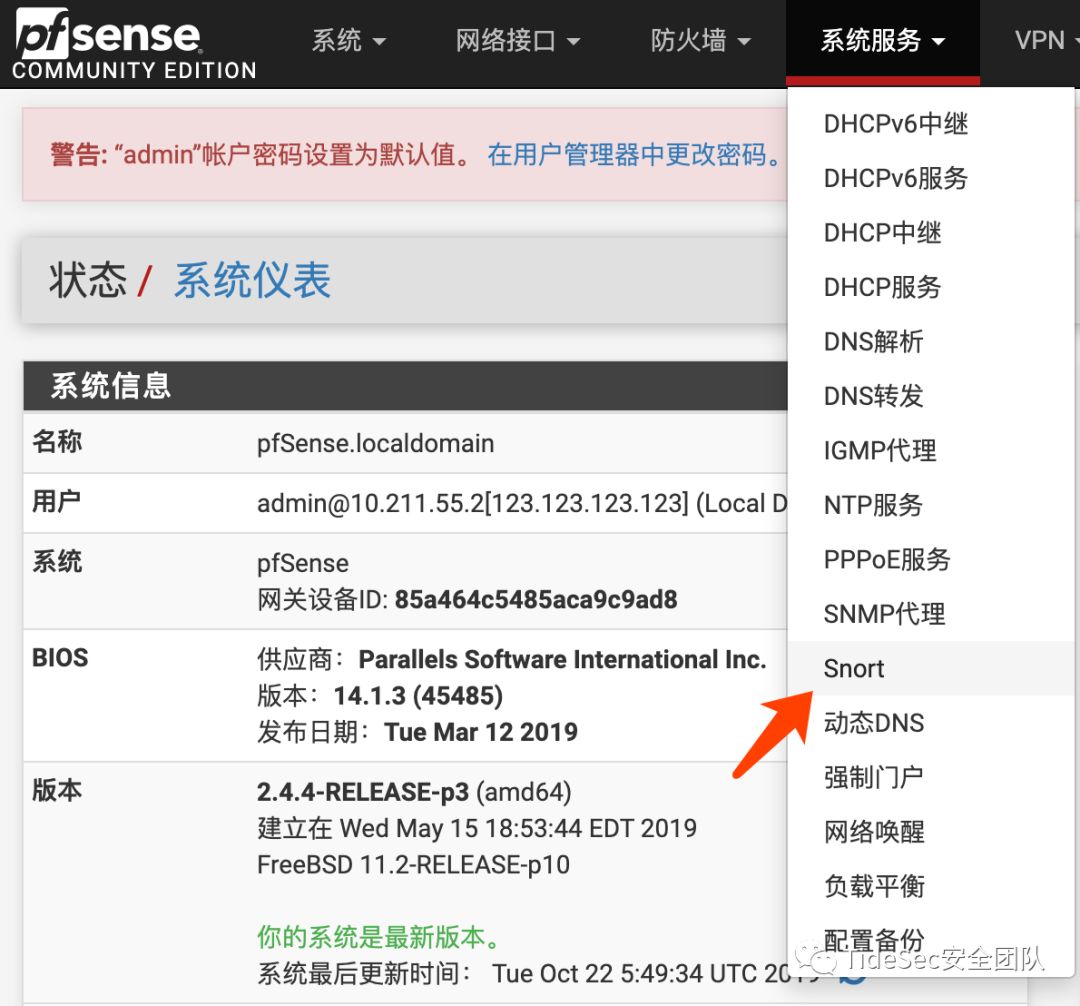 pfsense
COMMUNITY EDITION
系统
网络接口
防火墙
系统服务
VPN
警告: “admin”帐户密码设置为默认值。 在用户管理器中更改密码。
状态 / 系统仪表
系统信息
名称 pfSense.localdomain
用户 admin@10.211.55.2[123.123.123.123] (Local D
系统 pfSense
网关设备ID: 85a464c5485aca9c9ad8
BIOS 供应商： Parallels Software International Inc.
版本： 14.1.3 (45485)
发布日期： Tue Mar 12 2019
版本 2.4.4-RELEASE-p3 (amd64)
建立在 Wed May 15 18:53:44 EDT 2019
FreeBSD 11.2-RELEASE-p10
你的系统是最新版本。
系统最后更新时间： Tue Oct 22 5:49:34 UTC 2019
DHCPv6中继
DHCPv6服务
DHCP中继
DHCP服务
DNS解析
DNS转发
IGMP代理
NTP服务
PPPoE服务
SNMP代理
Snort
动态DNS
强制门户
网络唤醒
负载平衡
配置备份
TideSec安全团队